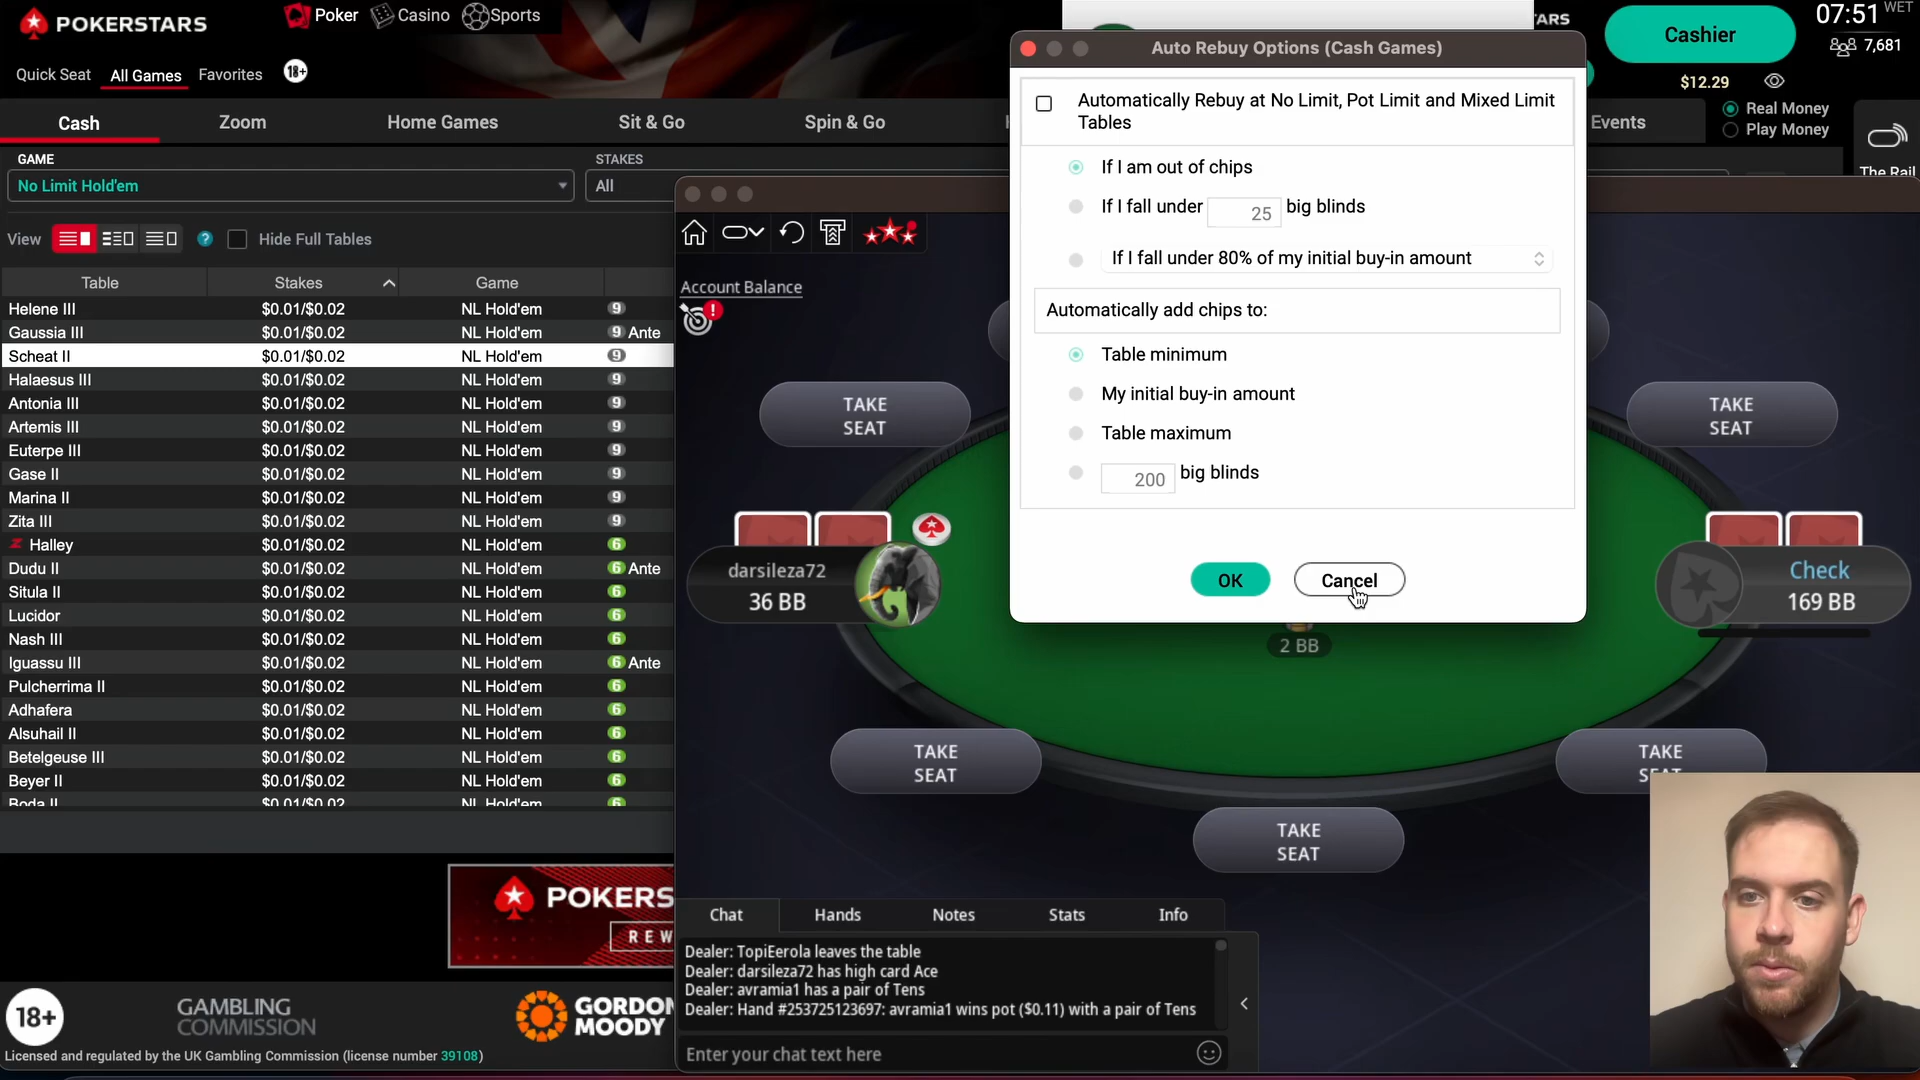 POKERSTARS
Poker
Casino
Sports
ARS
Cashier
07:51 WET
7,681
Quick Seat
All Games
Favorites
18+
$12.29
Cash
Zoom
Home Games
Sit & Go
Spin & Go
Events
Real Money
Play Money
The Rail
GAME
STAKES
No Limit Hold'em
All
View
?
Hide Full Tables
Table Stakes Game
Helene III $0.01/$0.02 NL Hold'em 9
Gaussia III $0.01/$0.02 NL Hold'em 9 Ante
Scheat II $0.01/$0.02 NL Hold'em 9
Halaesus III $0.01/$0.02 NL Hold'em 9
Antonia III $0.01/$0.02 NL Hold'em 9
Artemis III $0.01/$0.02 NL Hold'em 9
Euterpe III $0.01/$0.02 NL Hold'em 9
Gase II $0.01/$0.02 NL Hold'em 9
Marina II $0.01/$0.02 NL Hold'em 9
Zita III $0.01/$0.02 NL Hold'em 9
Halley $0.01/$0.02 NL Hold'em 6
Dudu II $0.01/$0.02 NL Hold'em 6 Ante
Situla II $0.01/$0.02 NL Hold'em 6
Lucidor $0.01/$0.02 NL Hold'em 6
Nash III $0.01/$0.02 NL Hold'em 6
Iguassu III $0.01/$0.02 NL Hold'em 6 Ante
Pulcherrima II $0.01/$0.02 NL Hold'em 6
Adhafera $0.01/$0.02 NL Hold'em 6
Alsuhail II $0.01/$0.02 NL Hold'em 6
Betelgeuse III $0.01/$0.02 NL Hold'em 6
Beyer II $0.01/$0.02 NL Hold'em 6
Boda II $0.01/$0.02 NL Hold'em 6
Auto Rebuy Options (Cash Games)
Automatically Rebuy at No Limit, Pot Limit and Mixed Limit
Tables
If I am out of chips
If I fall under 25 big blinds
If I fall under 80% of my initial buy-in amount
Automatically add chips to:
Table minimum
My initial buy-in amount
Table maximum
200 big blinds
OK
Cancel
Account Balance
!
TAKE
SEAT
TAKE
SEAT
darsileza72
36 BB
Check
169 BB
2 BB
TAKE
SEAT
TAKE
SEAT
TAKE
SEAT
Chat
Hands
Notes
Stats
Info
Dealer: TopiEerola leaves the table
Dealer: darsileza72 has high card Ace
Dealer: avramia1 has a pair of Tens
Dealer: Hand #253725123697: avramia1 wins pot ($0.11) with a pair of Tens
Enter your chat text here
POKERS
REW
18+
GAMBLING
COMMISSION
GORDON
MOODY
Licensed and regulated by the UK Gambling Commission (license number 39108)